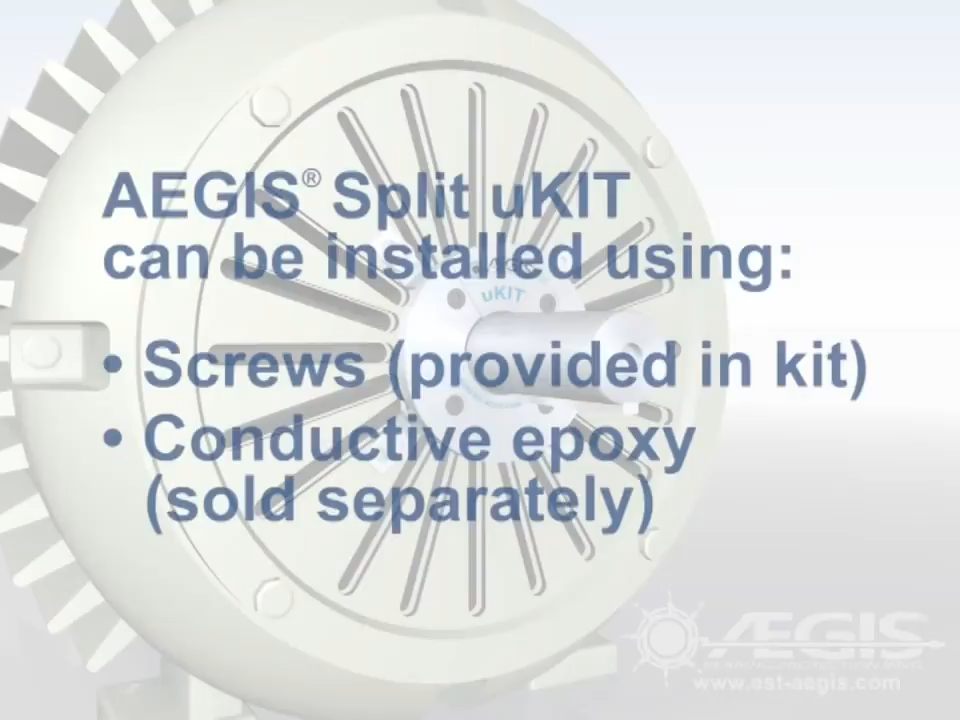 AEGIS® Split uKIT
can be installed using:
• Screws (provided in kit)
• Conductive epoxy
(sold separately)
uKIT
ÆGIS
www.est-aegis.com